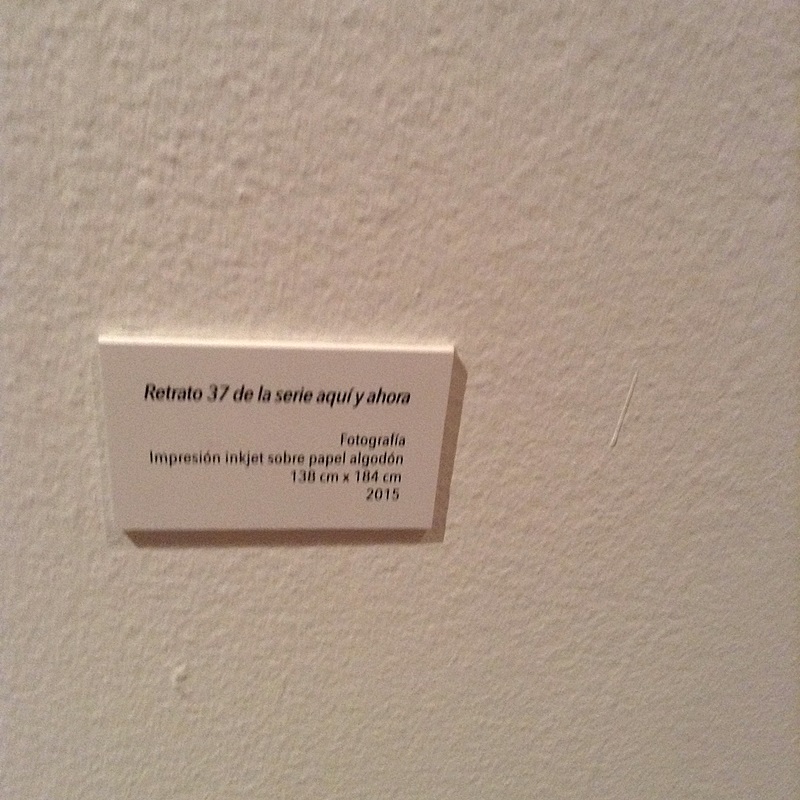 Retrato 37 de la serie aquí y ahora
Fotografía
Impresión inkjet sobre papel algodón
138 cm x 184 cm
2015